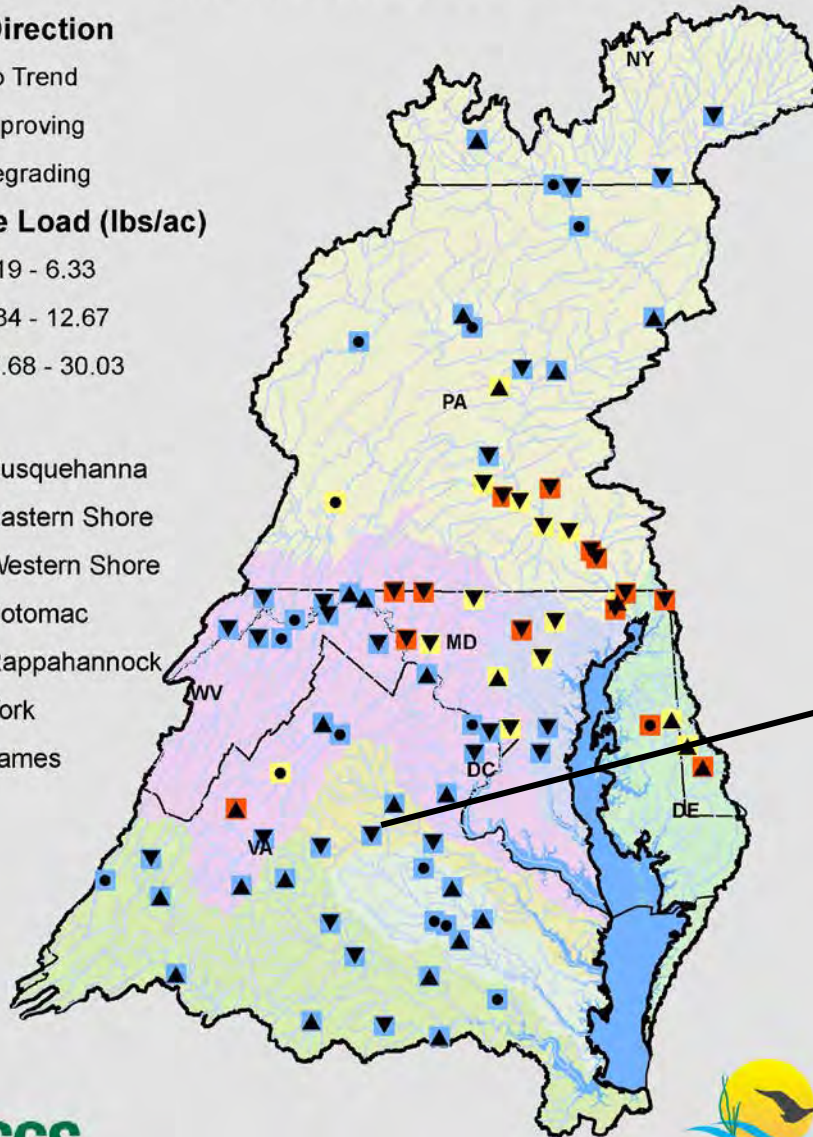 Direction
o Trend
proving
egrading
e Load (lbs/ac)
19 - 6.33
34 - 12.67
.68 - 30.03
usquehanna
astern Shore
Western Shore
otomac
Rappahannock
ork
ames
NY
PA
MD
WV
DC
DE
VA